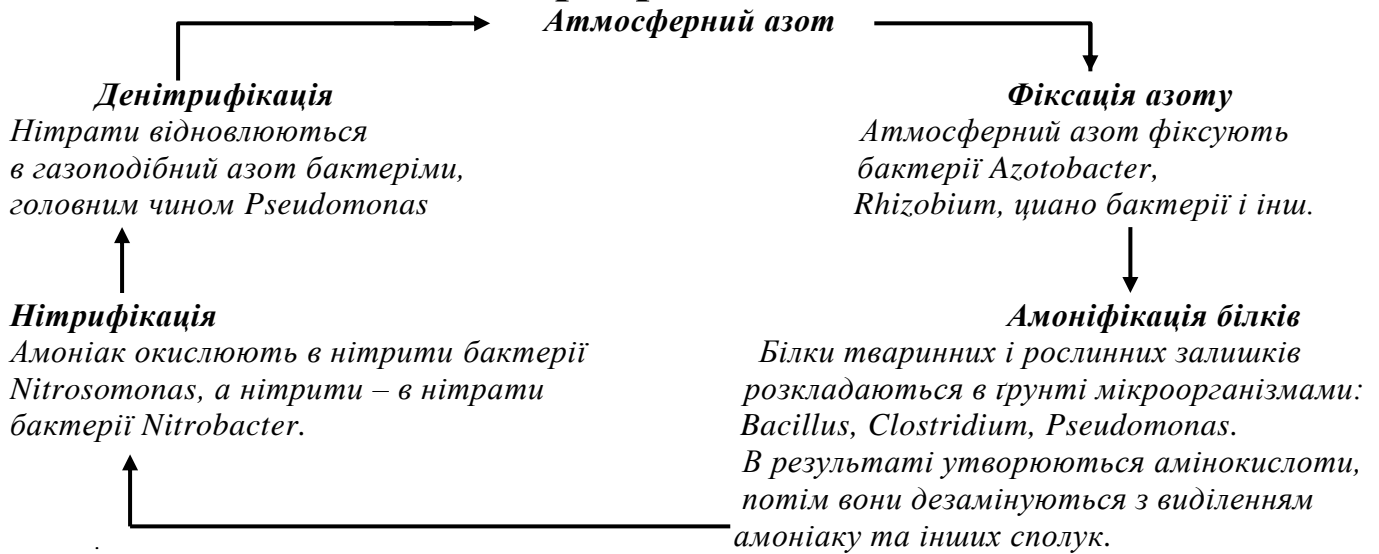 Атмосферний азот
Денітрифікація
Нітрати відновлюються
в газоподібний азот бактеріми,
головним чином Pseudomonas
Фіксація азоту
Атмосферний азот фіксують
бактерії Azotobacter,
Rhizobium, циано бактерії і інш.
Нітрифікація
Амоніак окислюють в нітрити бактерії
Nitrosomonas, а нітрити – в нітрати
бактерії Nitrobacter.
Амоніфікація білків
Білки тваринних і рослинних залишків
розкладаються в ґрунті мікроорганізмами:
Bacillus, Clostridium, Pseudomonas.
В результаті утворюються амінокислоти,
потім вони дезамінуються з виділенням
амоніаку та інших сполук.
.